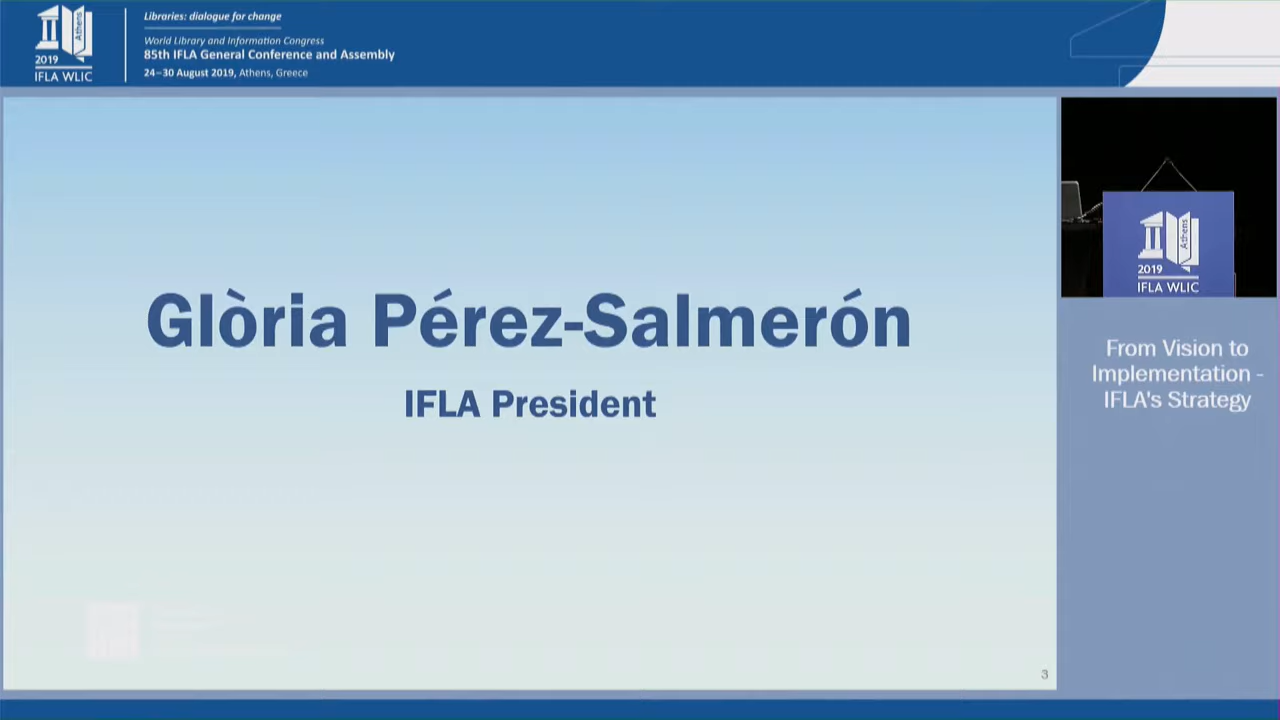 Athens
2019
IFLA WLIC
Libraries: dialogue for change
World Library and Information Congress
85th IFLA General Conference and Assembly
24–30 August 2019, Athens, Greece
Glòria Pérez-Salmerón
IFLA President
3
Athens
2019
IFLA WLIC
From Vision to
Implementation -
IFLA's Strategy